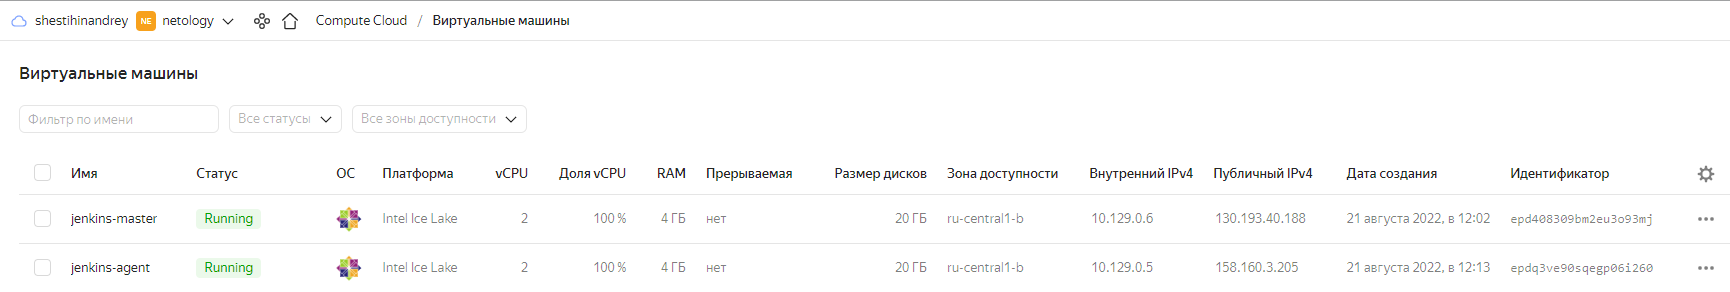 shestihinandrey NE netology Compute Cloud / Виртуальные машины
Виртуальные машины
Фильтр по имени Все статусы Все зоны доступности
Имя Статус ОС Платформа vCPU Доля vCPU RAM Прерываемая Размер дисков Зона доступности Внутренний IPv4 Публичный IPv4 Дата создания Идентификатор
jenkins-master Running Intel Ice Lake 2 100 % 4 ГБ нет 20 ГБ ru-central1-b 10.129.0.6 130.193.40.188 21 августа 2022, в 12:02 epd408309bm2eu3o93mj
jenkins-agent Running Intel Ice Lake 2 100 % 4 ГБ нет 20 ГБ ru-central1-b 10.129.0.5 158.160.3.205 21 августа 2022, в 12:13 epdq3ve90sqegp06i260